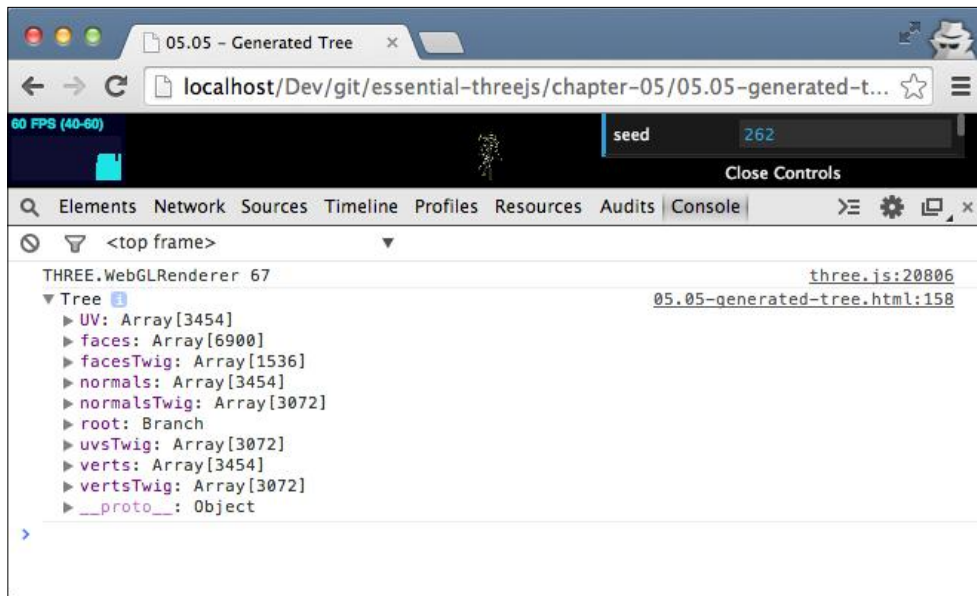 05.05 – Generated Tree
localhost/Dev/git/essential-threejs/chapter-05/05.05-generated-t...
60 FPS (40-60)
seed 262
Close Controls
Elements Network Sources Timeline Profiles Resources Audits Console
<top frame>
THREE.WebGLRenderer 67 three.js:20806
Tree 05.05-generated-tree.html:158
UV: Array[3454]
faces: Array[6900]
facesTwig: Array[1536]
normals: Array[3454]
normalsTwig: Array[3072]
root: Branch
uvsTwig: Array[3072]
verts: Array[3454]
vertsTwig: Array[3072]
__proto__: Object